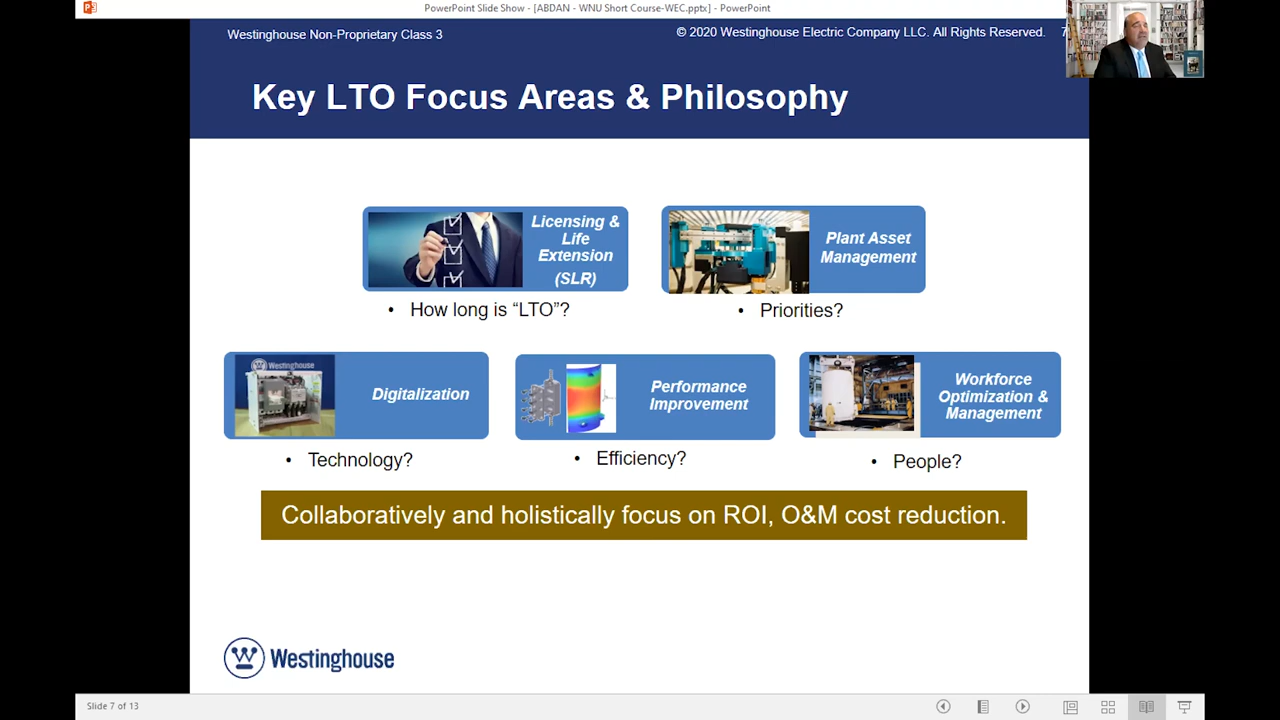 PowerPoint Slide Show - [ABDAN - WNU Short Course-WEC.pptx] - PowerPoint
Westinghouse Non-Proprietary Class 3
© 2020 Westinghouse Electric Company LLC. All Rights Reserved. 7
Key LTO Focus Areas & Philosophy
Licensing &
Life
Extension
(SLR)
• How long is “LTO”?
Plant Asset
Management
• Priorities?
Westinghouse
Digitalization
• Technology?
Performance
Improvement
• Efficiency?
Workforce
Optimization &
Management
• People?
Collaboratively and holistically focus on ROI, O&M cost reduction.
Westinghouse
Slide 7 of 13